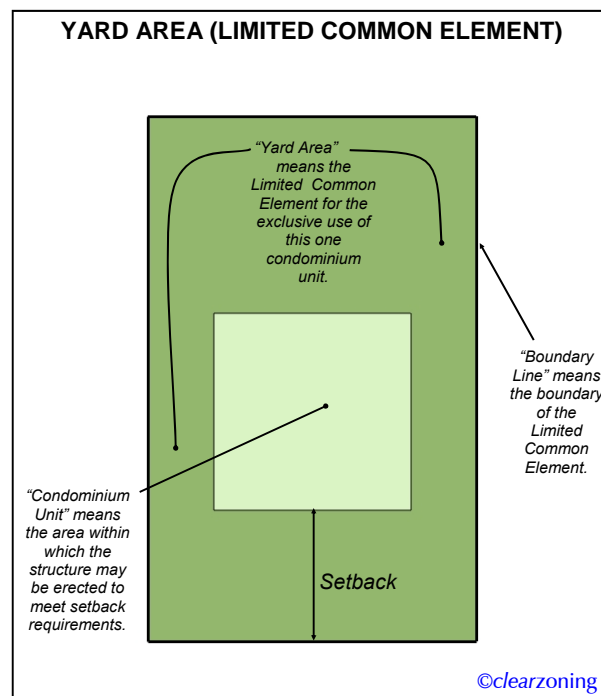 YARD AREA (LIMITED COMMON ELEMENT)
“Yard Area”
means the
Limited Common
Element for the
exclusive use of
this one
condominium
unit.
“Boundary
Line” means
the boundary
of the
Limited
Common
Element.
“Condominium
Unit” means
the area within
which the
structure may
be erected to
meet setback
requirements.
Setback
©clearzoning